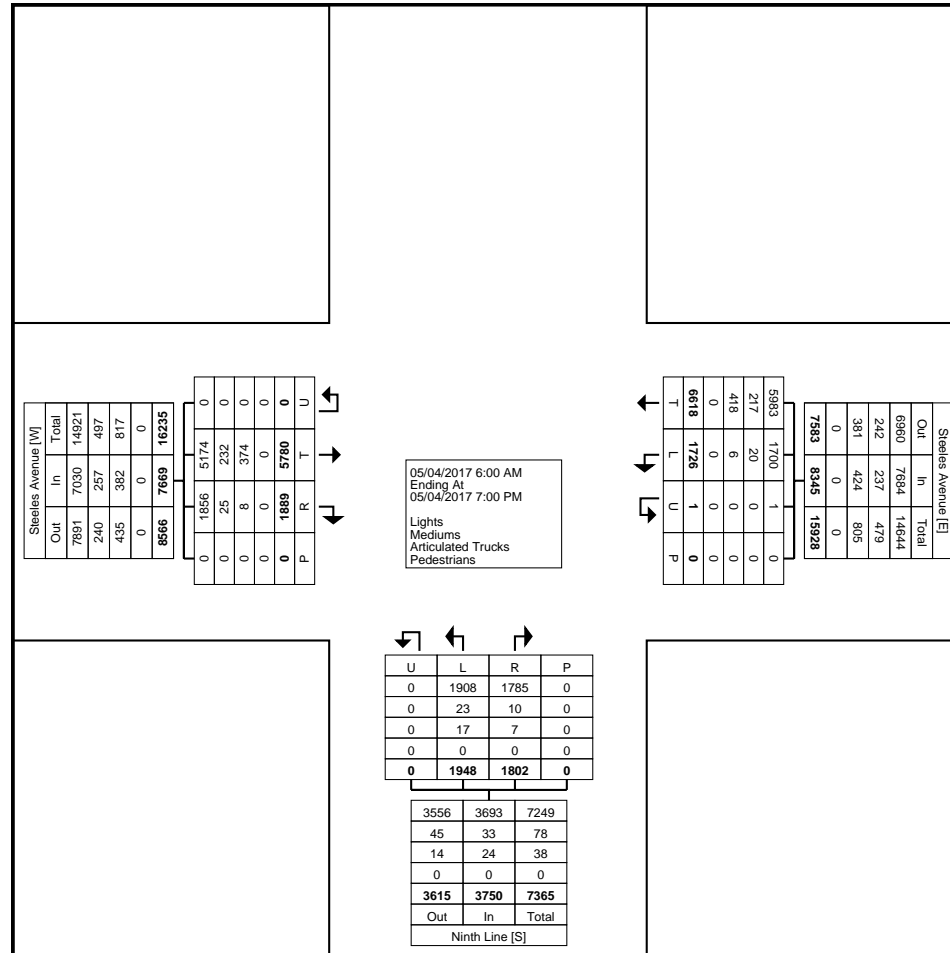 Steeles Avenue [W]
Out In Total
7891 7030 14921
240 257 497
435 382 817
0 0 0
8566 7669 16235
U T R P
0 5780 1889 0
0 0 0 0
0 374 8 0
0 232 25 0
0 5174 1856 0
05/04/2017 6:00 AM
Ending At
05/04/2017 7:00 PM
Lights
Mediums
Articulated Trucks
Pedestrians
Steeles Avenue [E]
Out In Total
6960 7684 14644
242 237 479
381 424 805
0 0 0
7583 8345 15928
5983 1700 1 0
217 20 0 0
418 6 0 0
0 0 0 0
6618 1726 1 0
T L U P
U L R P
0 1908 1785 0
0 23 10 0
0 17 7 0
0 0 0 0
0 1948 1802 0
3556 3693 7249
45 33 78
14 24 38
0 0 0
3615 3750 7365
Out In Total
Ninth Line [S]